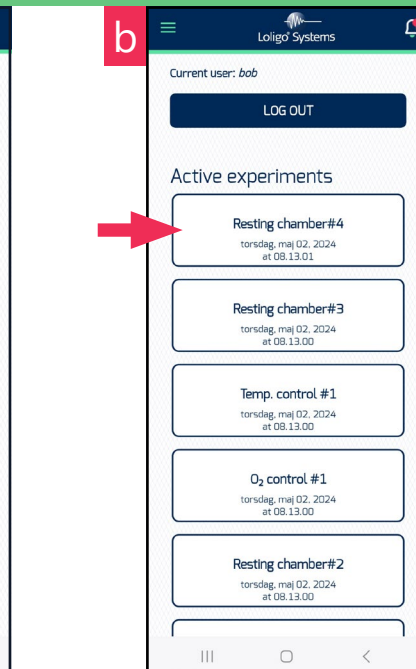 b
Loligo® Systems
Current user: bob
LOG OUT
Active experiments
Resting chamber#4
torsdag, maj 02, 2024
at 08.13.01
Resting chamber#3
torsdag, maj 02, 2024
at 08.13.00
Temp. control #1
torsdag, maj 02, 2024
at 08.13.00
O₂ control #1
torsdag, maj 02, 2024
at 08.13.00
Resting chamber#2
torsdag, maj 02, 2024
at 08.13.00